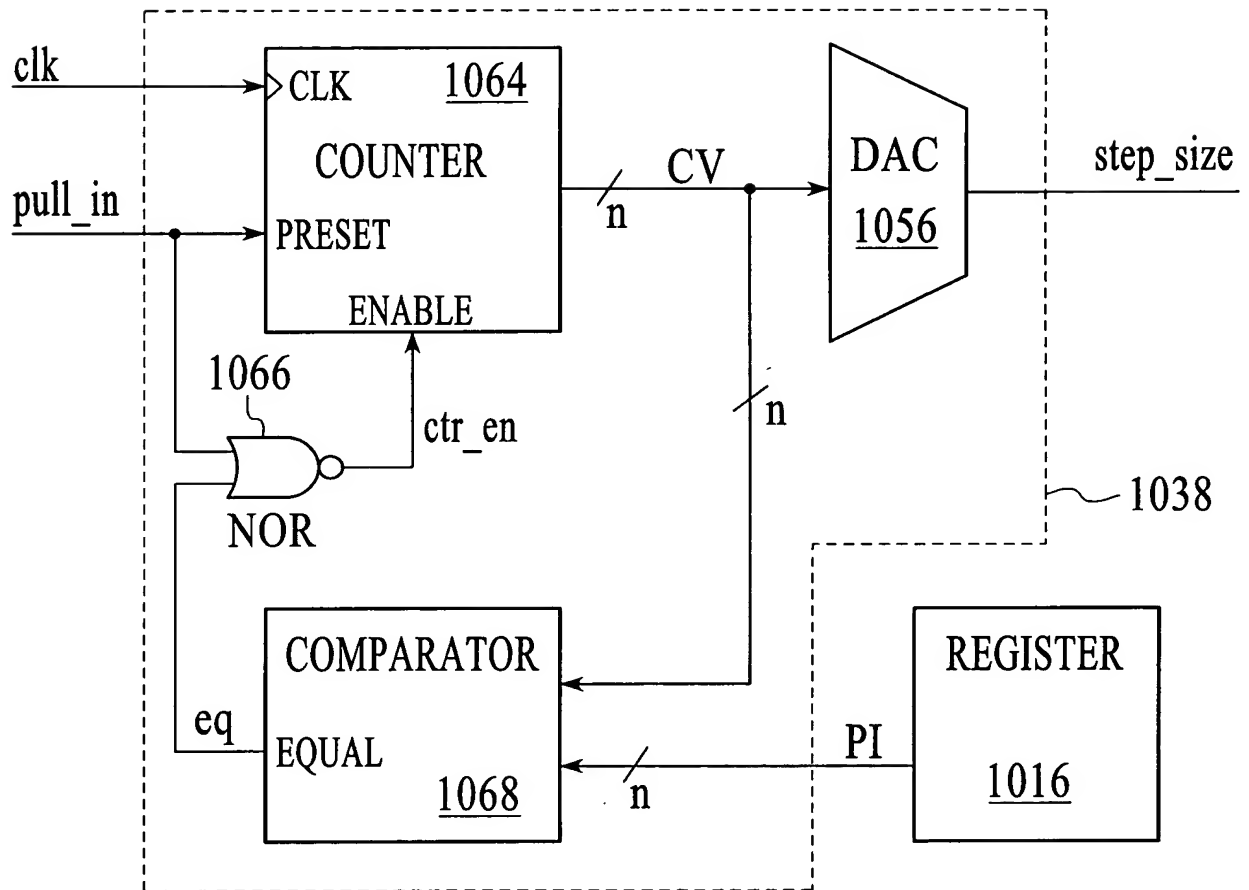 clk
CLK
1064
COUNTER
pull_in
PRESET
ENABLE
CV
n
DAC
1056
step_size
1066
ctr_en
n
NOR
1038
COMPARATOR
eq
EQUAL
1068
n
PI
REGISTER
1016